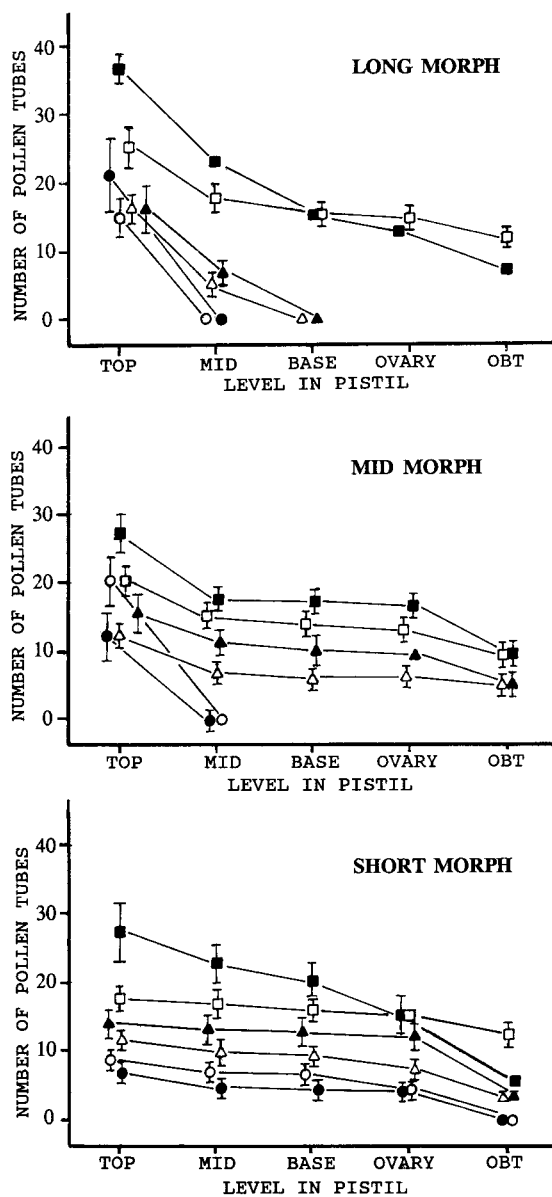 LONG MORPH
40
30
20
10
0
NUMBER OF POLLEN TUBES
TOP MID BASE OVARY OBT
LEVEL IN PISTIL
MID MORPH
40
30
20
10
0
NUMBER OF POLLEN TUBES
TOP MID BASE OVARY OBT
LEVEL IN PISTIL
SHORT MORPH
40
30
20
10
0
NUMBER OF POLLEN TUBES
TOP MID BASE OVARY OBT
LEVEL IN PISTIL